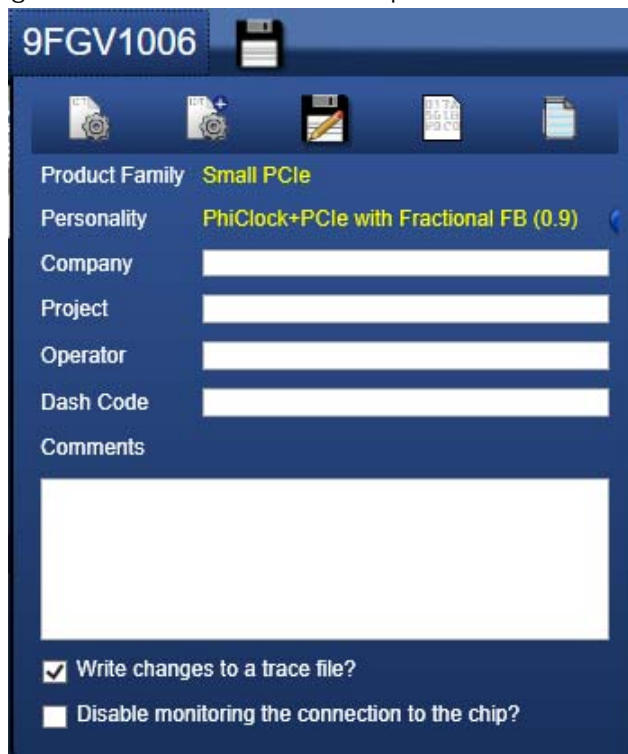 9FGV1006
Product Family Small PCIe
Personality PhiClock+PCIe with Fractional FB (0.9)
Company
Project
Operator
Dash Code
Comments
Write changes to a trace file?
Disable monitoring the connection to the chip?